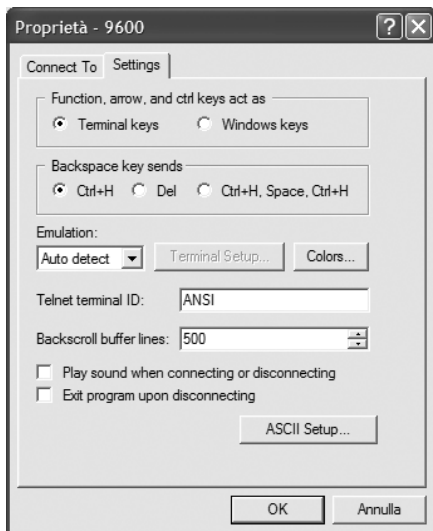 Proprietà - 9600
Connect To Settings
Function, arrow, and ctrl keys act as
Terminal keys Windows keys
Backspace key sends
Ctrl+H Del Ctrl+H, Space, Ctrl+H
Emulation:
Auto detect Terminal Setup... Colors...
Telnet terminal ID: ANSI
Backscroll buffer lines: 500
Play sound when connecting or disconnecting
Exit program upon disconnecting
ASCII Setup...
OK Annulla